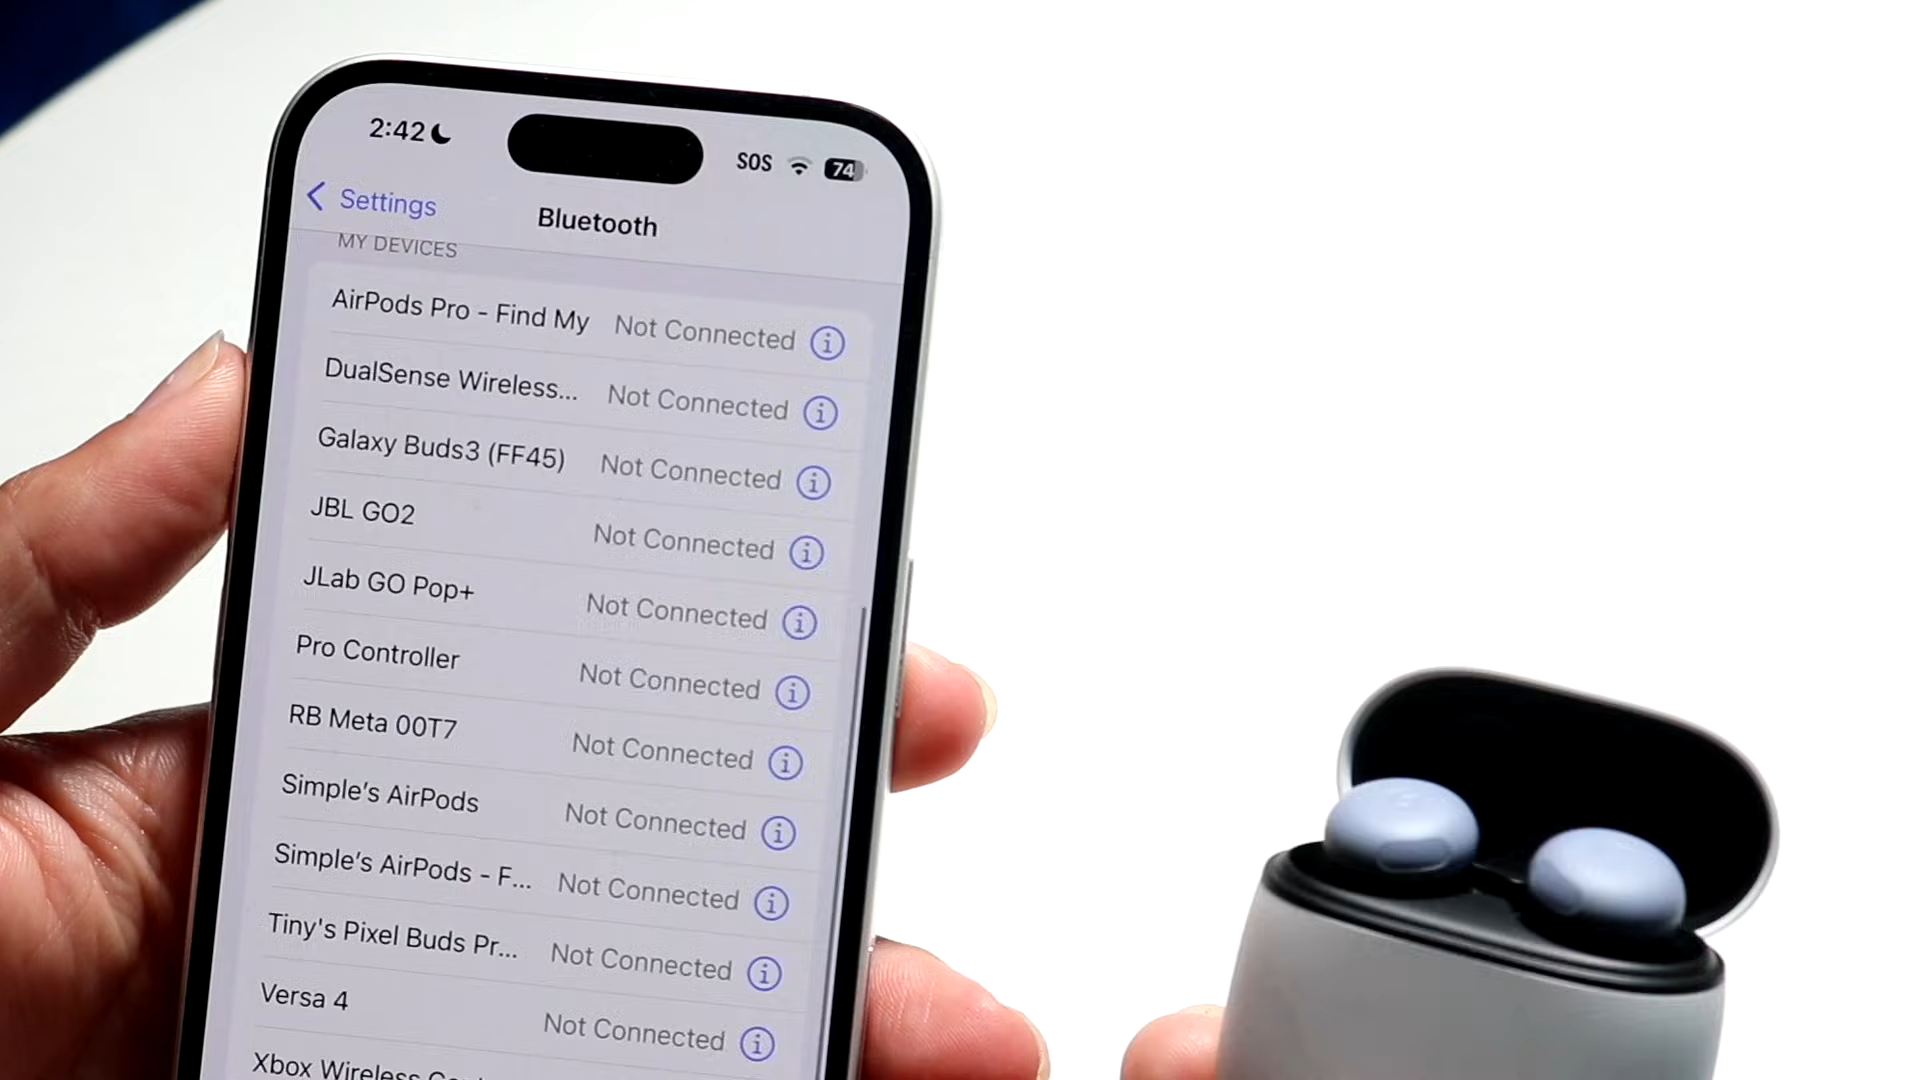 2:42
SOS 74
Settings
Bluetooth
MY DEVICES
AirPods Pro - Find My Not Connected
DualSense Wireless... Not Connected
Galaxy Buds3 (FF45) Not Connected
JBL GO2 Not Connected
JLab GO Pop+ Not Connected
Pro Controller Not Connected
RB Meta 00T7 Not Connected
Simple's AirPods Not Connected
Simple's AirPods - F... Not Connected
Tiny's Pixel Buds Pr... Not Connected
Versa 4 Not Connected
Xbox Wireless